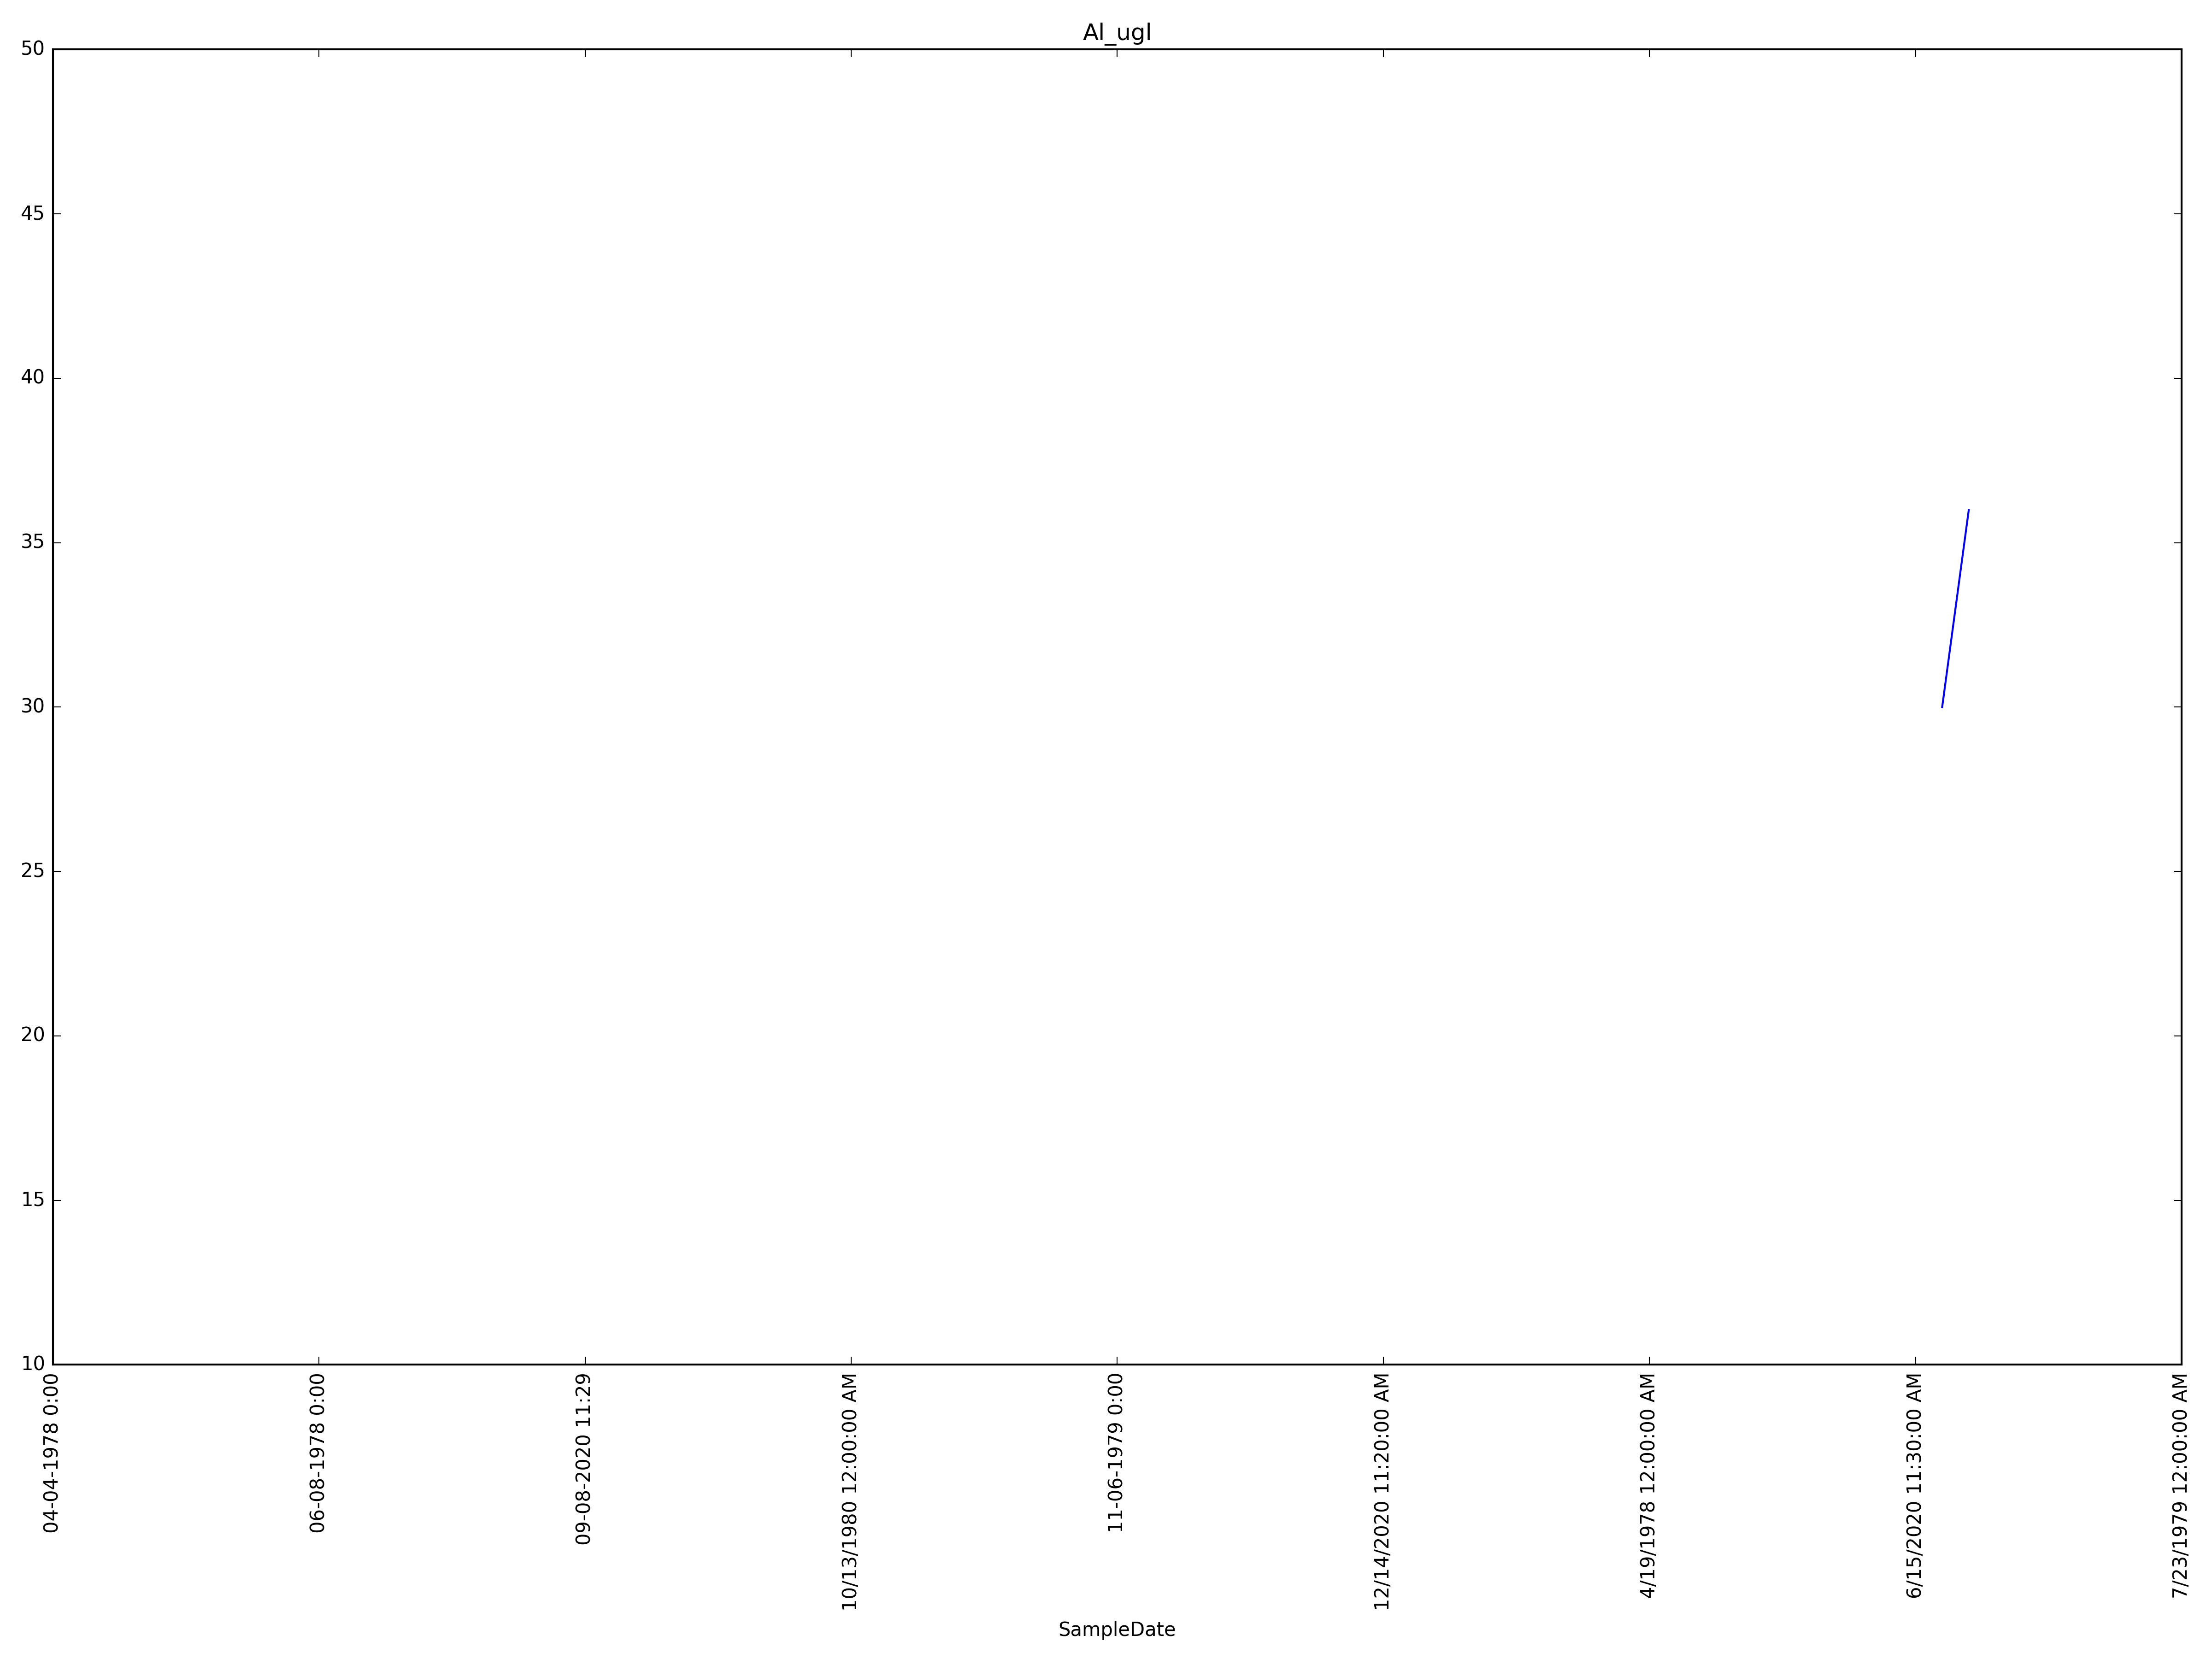 Al_ugl
50
45
40
35
30
25
20
15
10
04-04-1978 0:00
06-08-1978 0:00
09-08-2020 11:29
10/13/1980 12:00:00 AM
11-06-1979 0:00
12/14/2020 11:20:00 AM
4/19/1978 12:00:00 AM
6/15/2020 11:30:00 AM
7/23/1979 12:00:00 AM
SampleDate